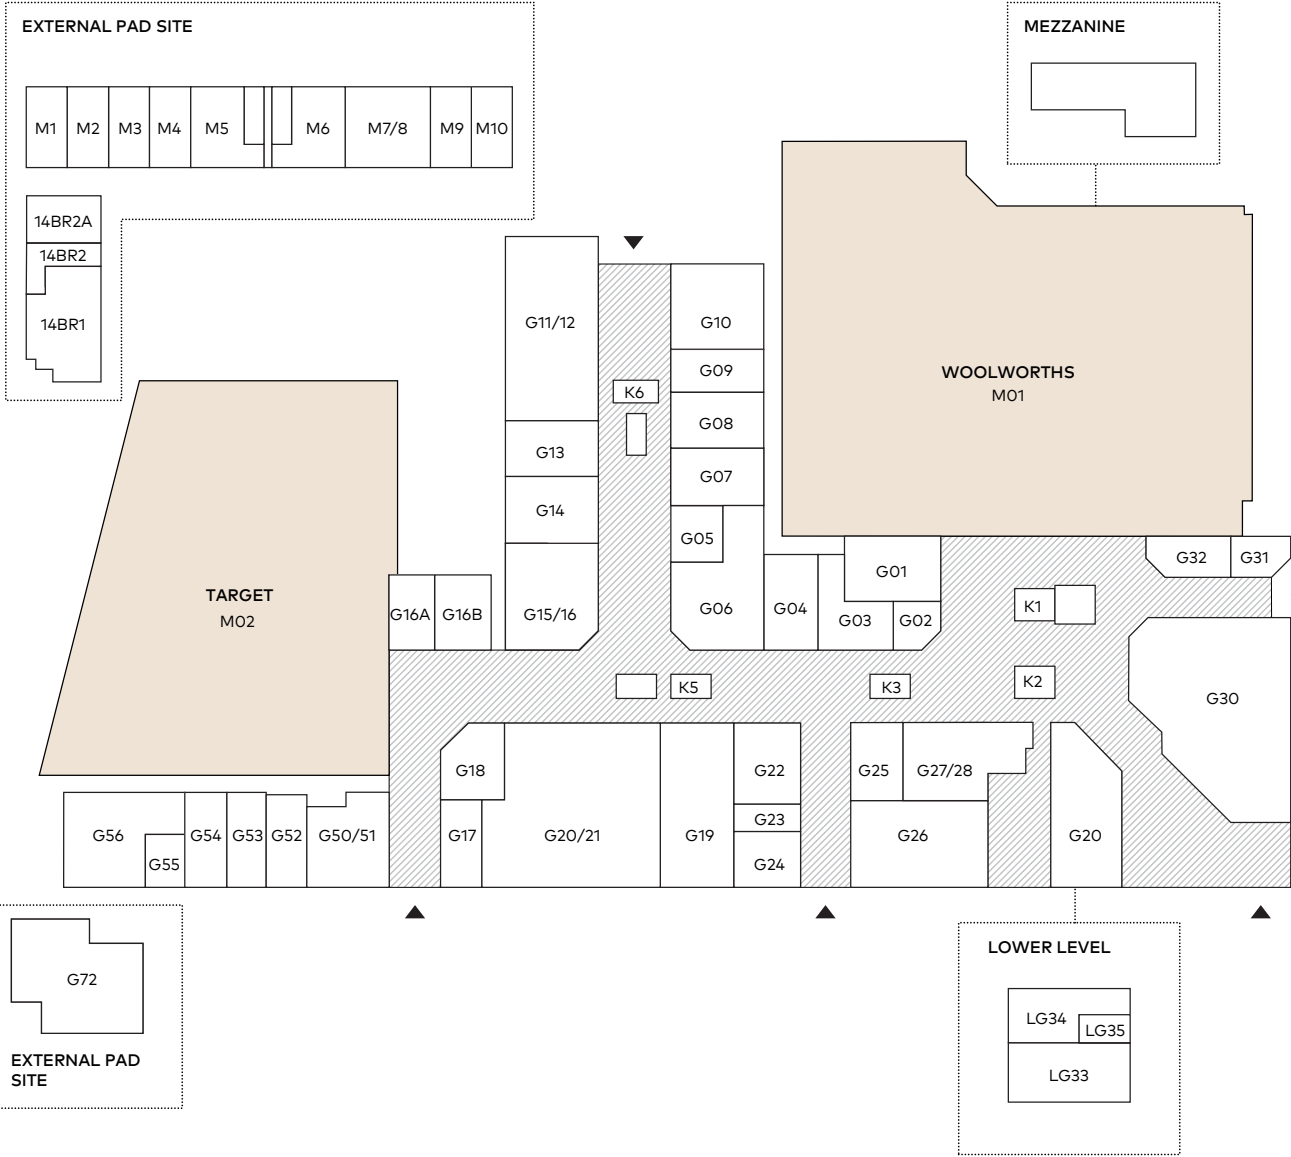 EXTERNAL PAD SITE
MEZZANINE
M1 M2 M3 M4 M5 M6 M7/8 M9 M10
14BR2A
14BR2
14BR1
G11/12
G10
K6
G09
G08
G13
G07
G14
G05
WOOLWORTHS
M01
TARGET
M02
G16A G16B G15/16 G06 G04 G03 G01 G02
G32 G31
K1
K5 K3 K2
G30
G18
G22
G25 G27/28
G56 G55 G54 G53 G52 G50/51
G17 G20/21 G19 G23 G24
G26 G20
G72
EXTERNAL PAD
SITE
LOWER LEVEL
LG34
LG35
LG33